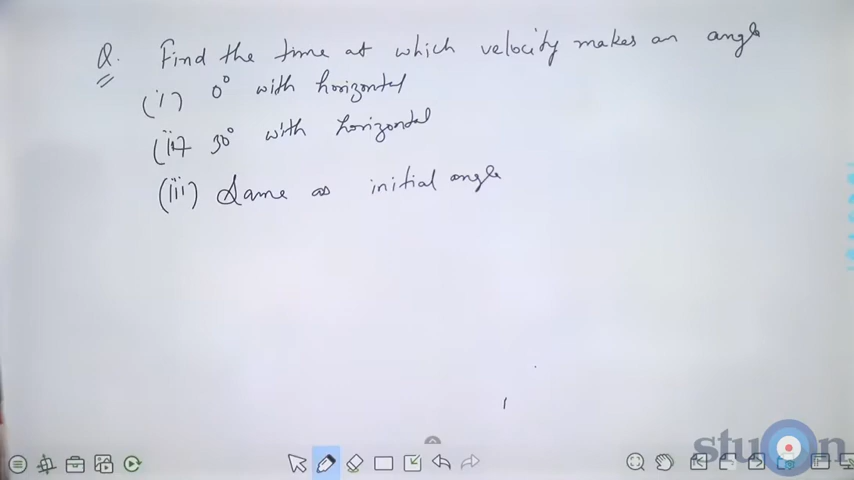 Q. Find the time at which velocity makes an angle
(i) 0° with horizontal
(ii) 30° with horizontal
(iii) Same as initial angle
stuOn